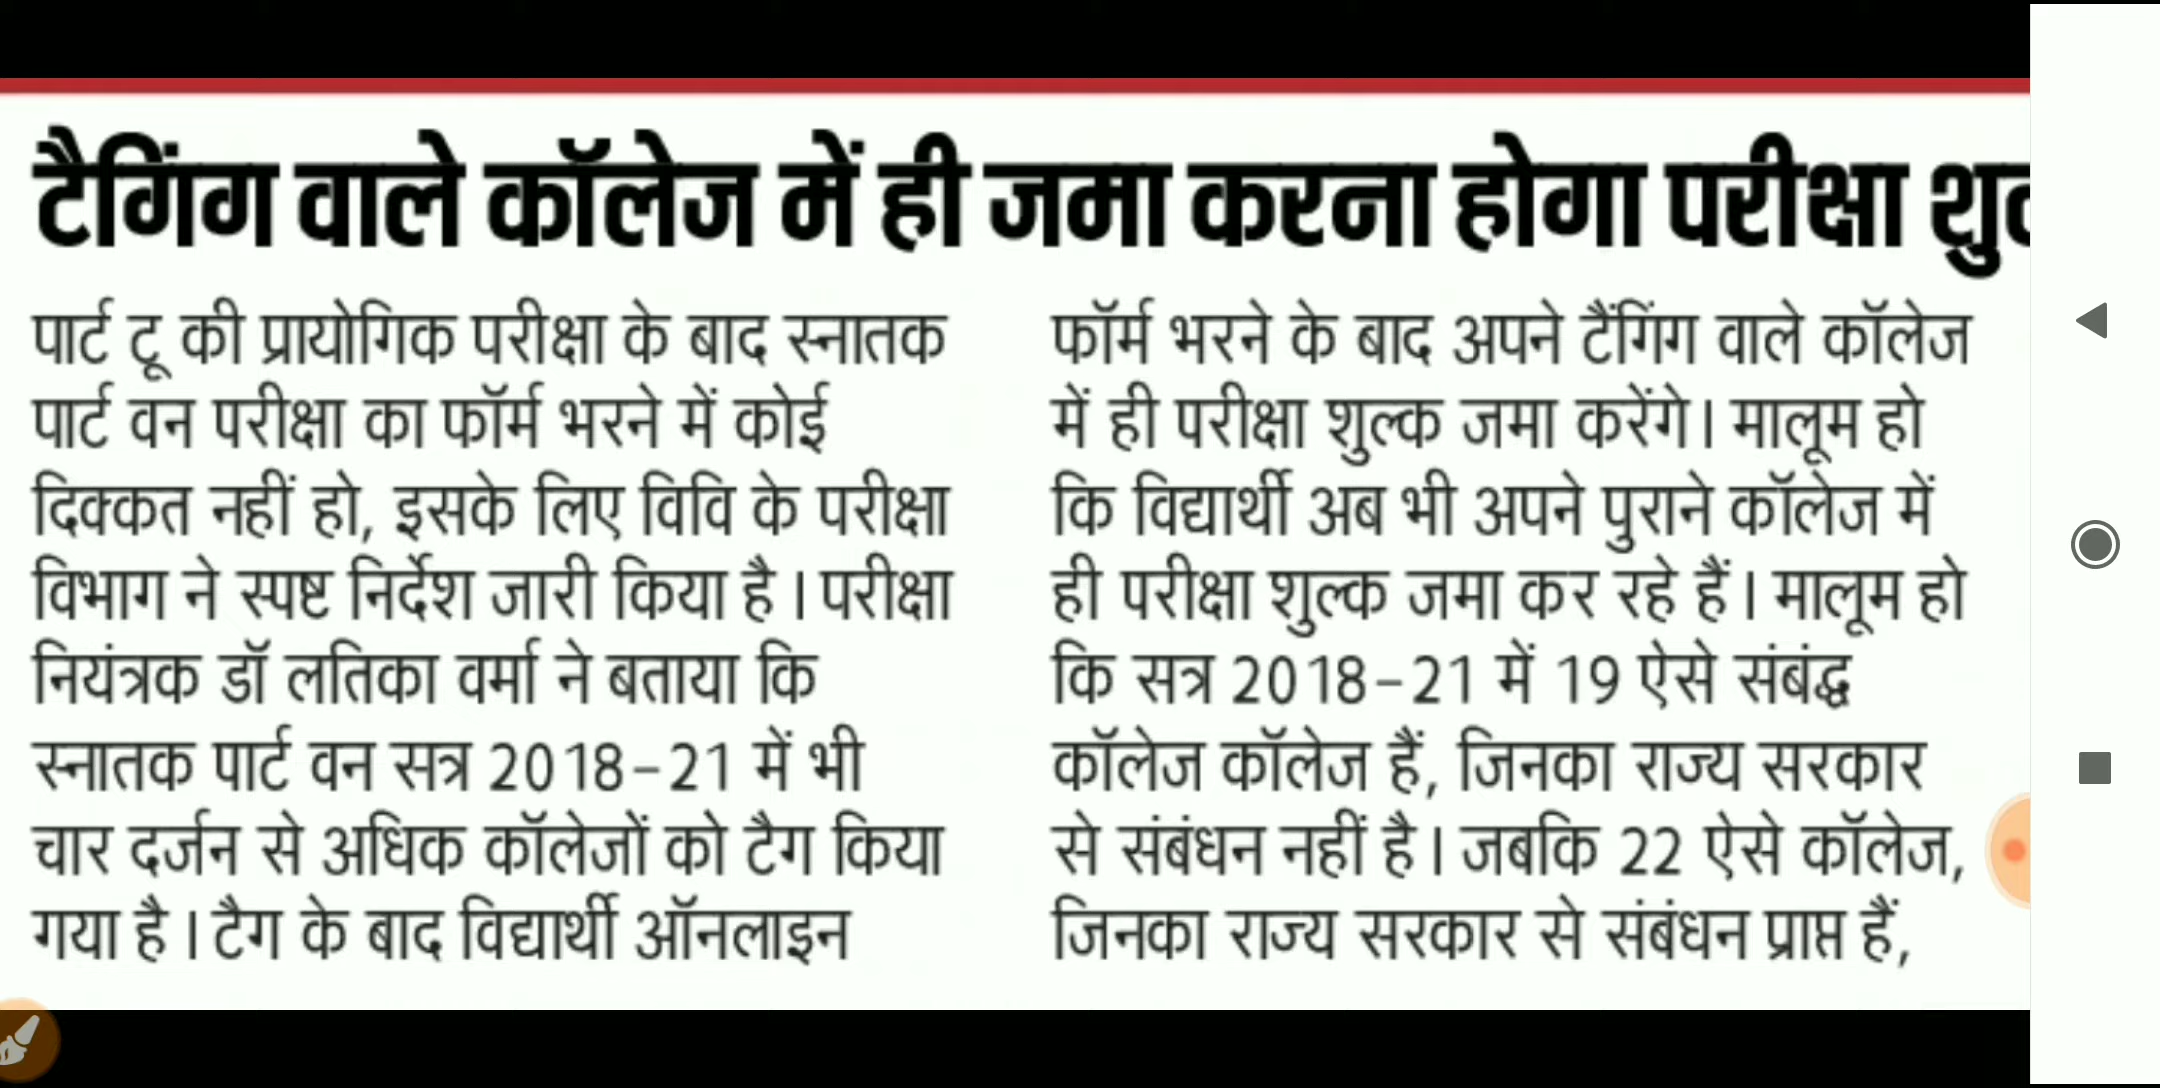 टैगिंग वाले कॉलेज में ही जमा करना होगा परीक्षा
पार्ट टू की प्रायोगिक परीक्षा के बाद स्नातक
पार्ट वन परीक्षा का फॉर्म भरने में कोई
दिक्कत नहीं हो, इसके लिए विवि के परीक्षा
विभाग ने स्पष्ट निर्देश जारी किया है । परीक्षा
नियंत्रक डॉ लतिका वर्मा ने बताया कि
स्नातक पार्ट वन सत्र 2018-21 में भी
चार दर्जन से अधिक कॉलेजों को टैग किया
गया है । टैग के बाद विद्यार्थी ऑनलाइन
फॉर्म भरने के बाद अपने टैंगिंग वाले कॉलेज
में ही परीक्षा शुल्क जमा करेंगे। मालूम हो
कि विद्यार्थी अब भी अपने पुराने कॉलेज में
ही परीक्षा शुल्क जमा कर रहे हैं । मालूम हो
कि सत्र 2018-21 में 19 ऐसे संबंद्ध
कॉलेज कॉलेज हैं, जिनका राज्य सरकार
से संबंधन नहीं है । जबकि 22 ऐसे कॉलेज,
जिनका राज्य सरकार से संबंधन प्राप्त हैं,